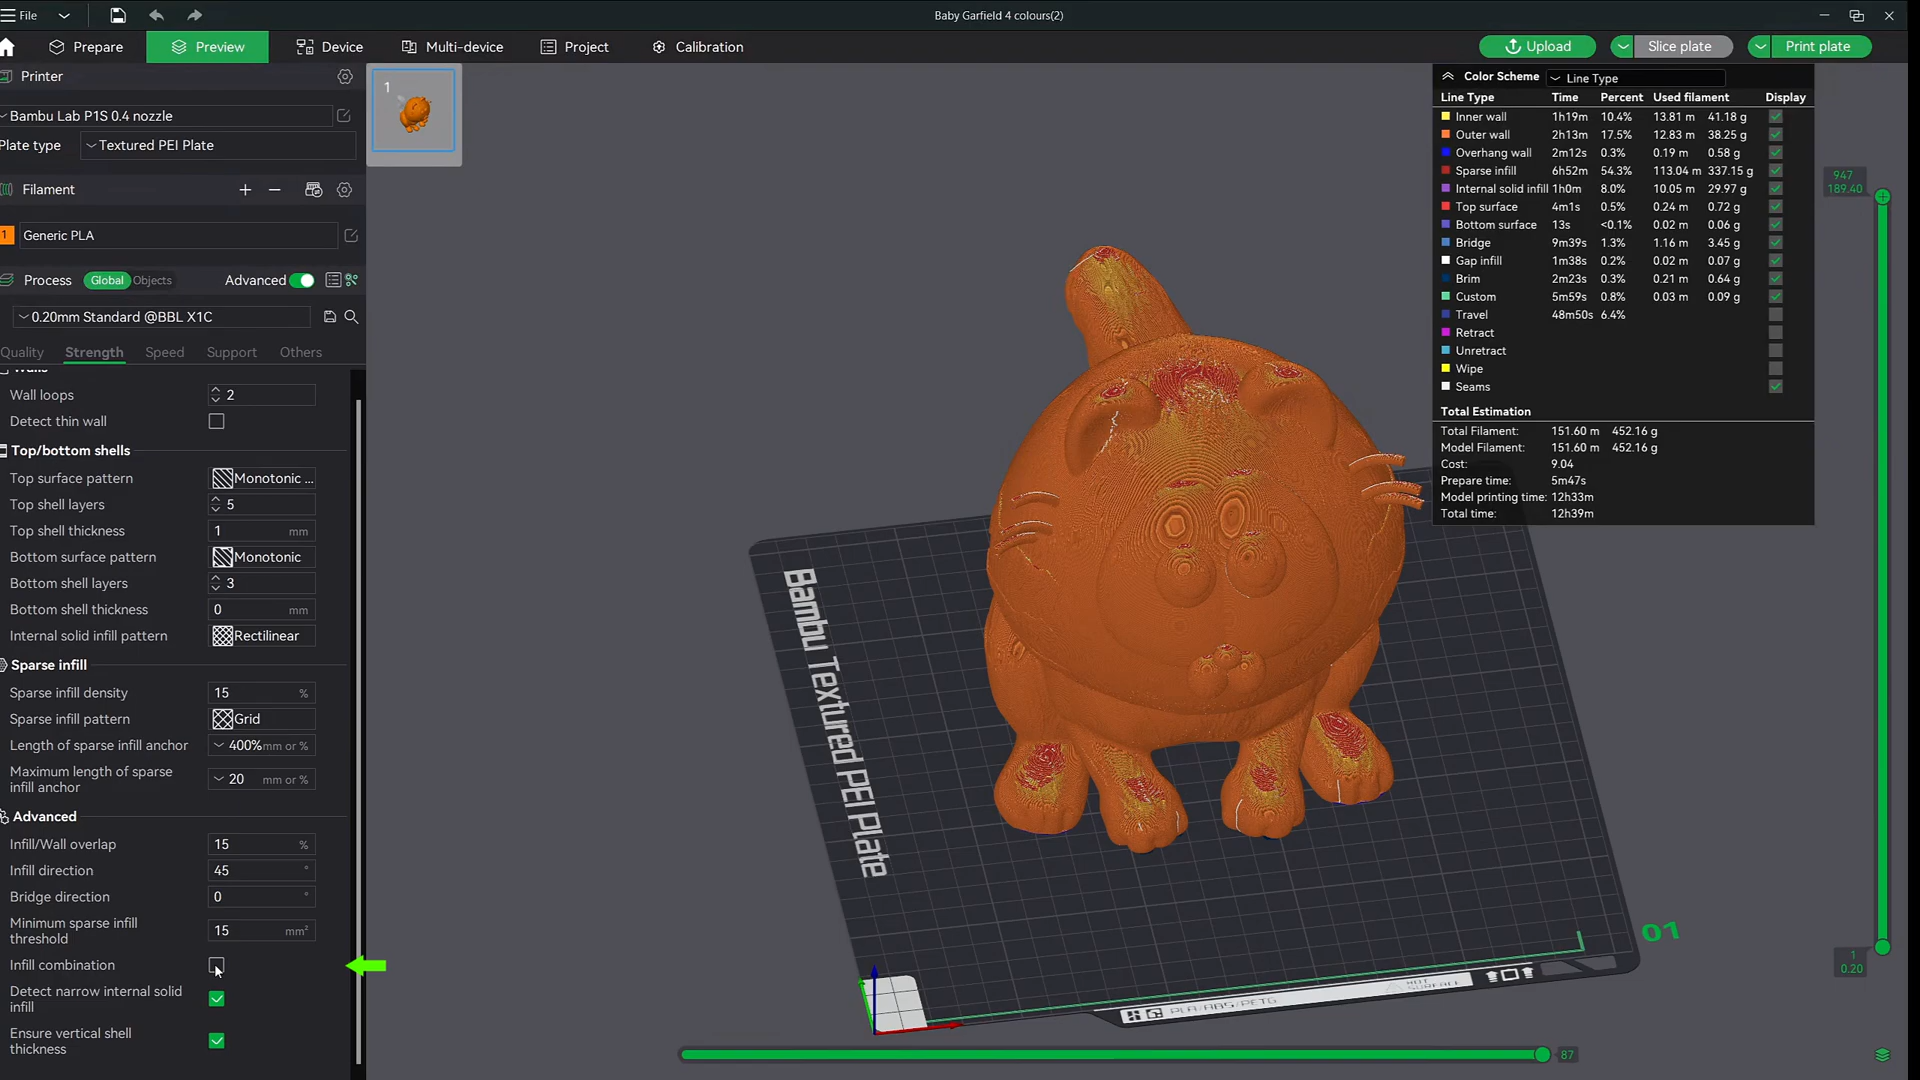 File
Baby Garfield 4 colours(2)
Prepare
Preview
Device
Multi-device
Project
Calibration
Upload
Slice plate
Print plate
Printer
Bambu Lab P1S 0.4 nozzle
Plate type
Textured PEI Plate
Filament
1
Generic PLA
Process
Global
Objects
Advanced
0.20mm Standard @BBL X1C
Quality
Strength
Speed
Support
Others
Walls
Wall loops 2
Detect thin wall
Top/bottom shells
Top surface pattern Monotonic ...
Top shell layers 5
Top shell thickness 1 mm
Bottom surface pattern Monotonic
Bottom shell layers 3
Bottom shell thickness 0 mm
Internal solid infill pattern Rectilinear
Sparse infill
Sparse infill density 15 %
Sparse infill pattern Grid
Length of sparse infill anchor 400% mm or %
Maximum length of sparse
infill anchor 20 mm or %
Advanced
Infill/Wall overlap 15 %
Infill direction 45 °
Bridge direction 0 °
Minimum sparse infill
threshold 15 mm²
Infill combination
Detect narrow internal solid
infill
Ensure vertical shell
thickness
1
Color Scheme Line Type
Line Type Time Percent Used filament Display
Inner wall 1h19m 10.4% 13.81 m 41.18 g
Outer wall 2h13m 17.5% 12.83 m 38.25 g
Overhang wall 2m12s 0.3% 0.19 m 0.58 g
Sparse infill 6h52m 54.3% 113.04 m 337.15 g
Internal solid infill 1h0m 8.0% 10.05 m 29.97 g
Top surface 4m1s 0.5% 0.24 m 0.72 g
Bottom surface 13s <0.1% 0.02 m 0.06 g
Bridge 9m39s 1.3% 1.16 m 3.45 g
Gap infill 1m38s 0.2% 0.02 m 0.07 g
Brim 2m23s 0.3% 0.21 m 0.64 g
Custom 5m59s 0.8% 0.03 m 0.09 g
Travel 48m50s 6.4%
Retract
Unretract
Wipe
Seams
Total Estimation
Total Filament: 151.60 m 452.16 g
Model Filament: 151.60 m 452.16 g
Cost: 9.04
Prepare time: 5m47s
Model printing time: 12h33m
Total time: 12h39m
947
189.40
Bambu Textured PEI Plate
01
PLA/ABS/PETG
HOT
SURFACE
1
0.20
87